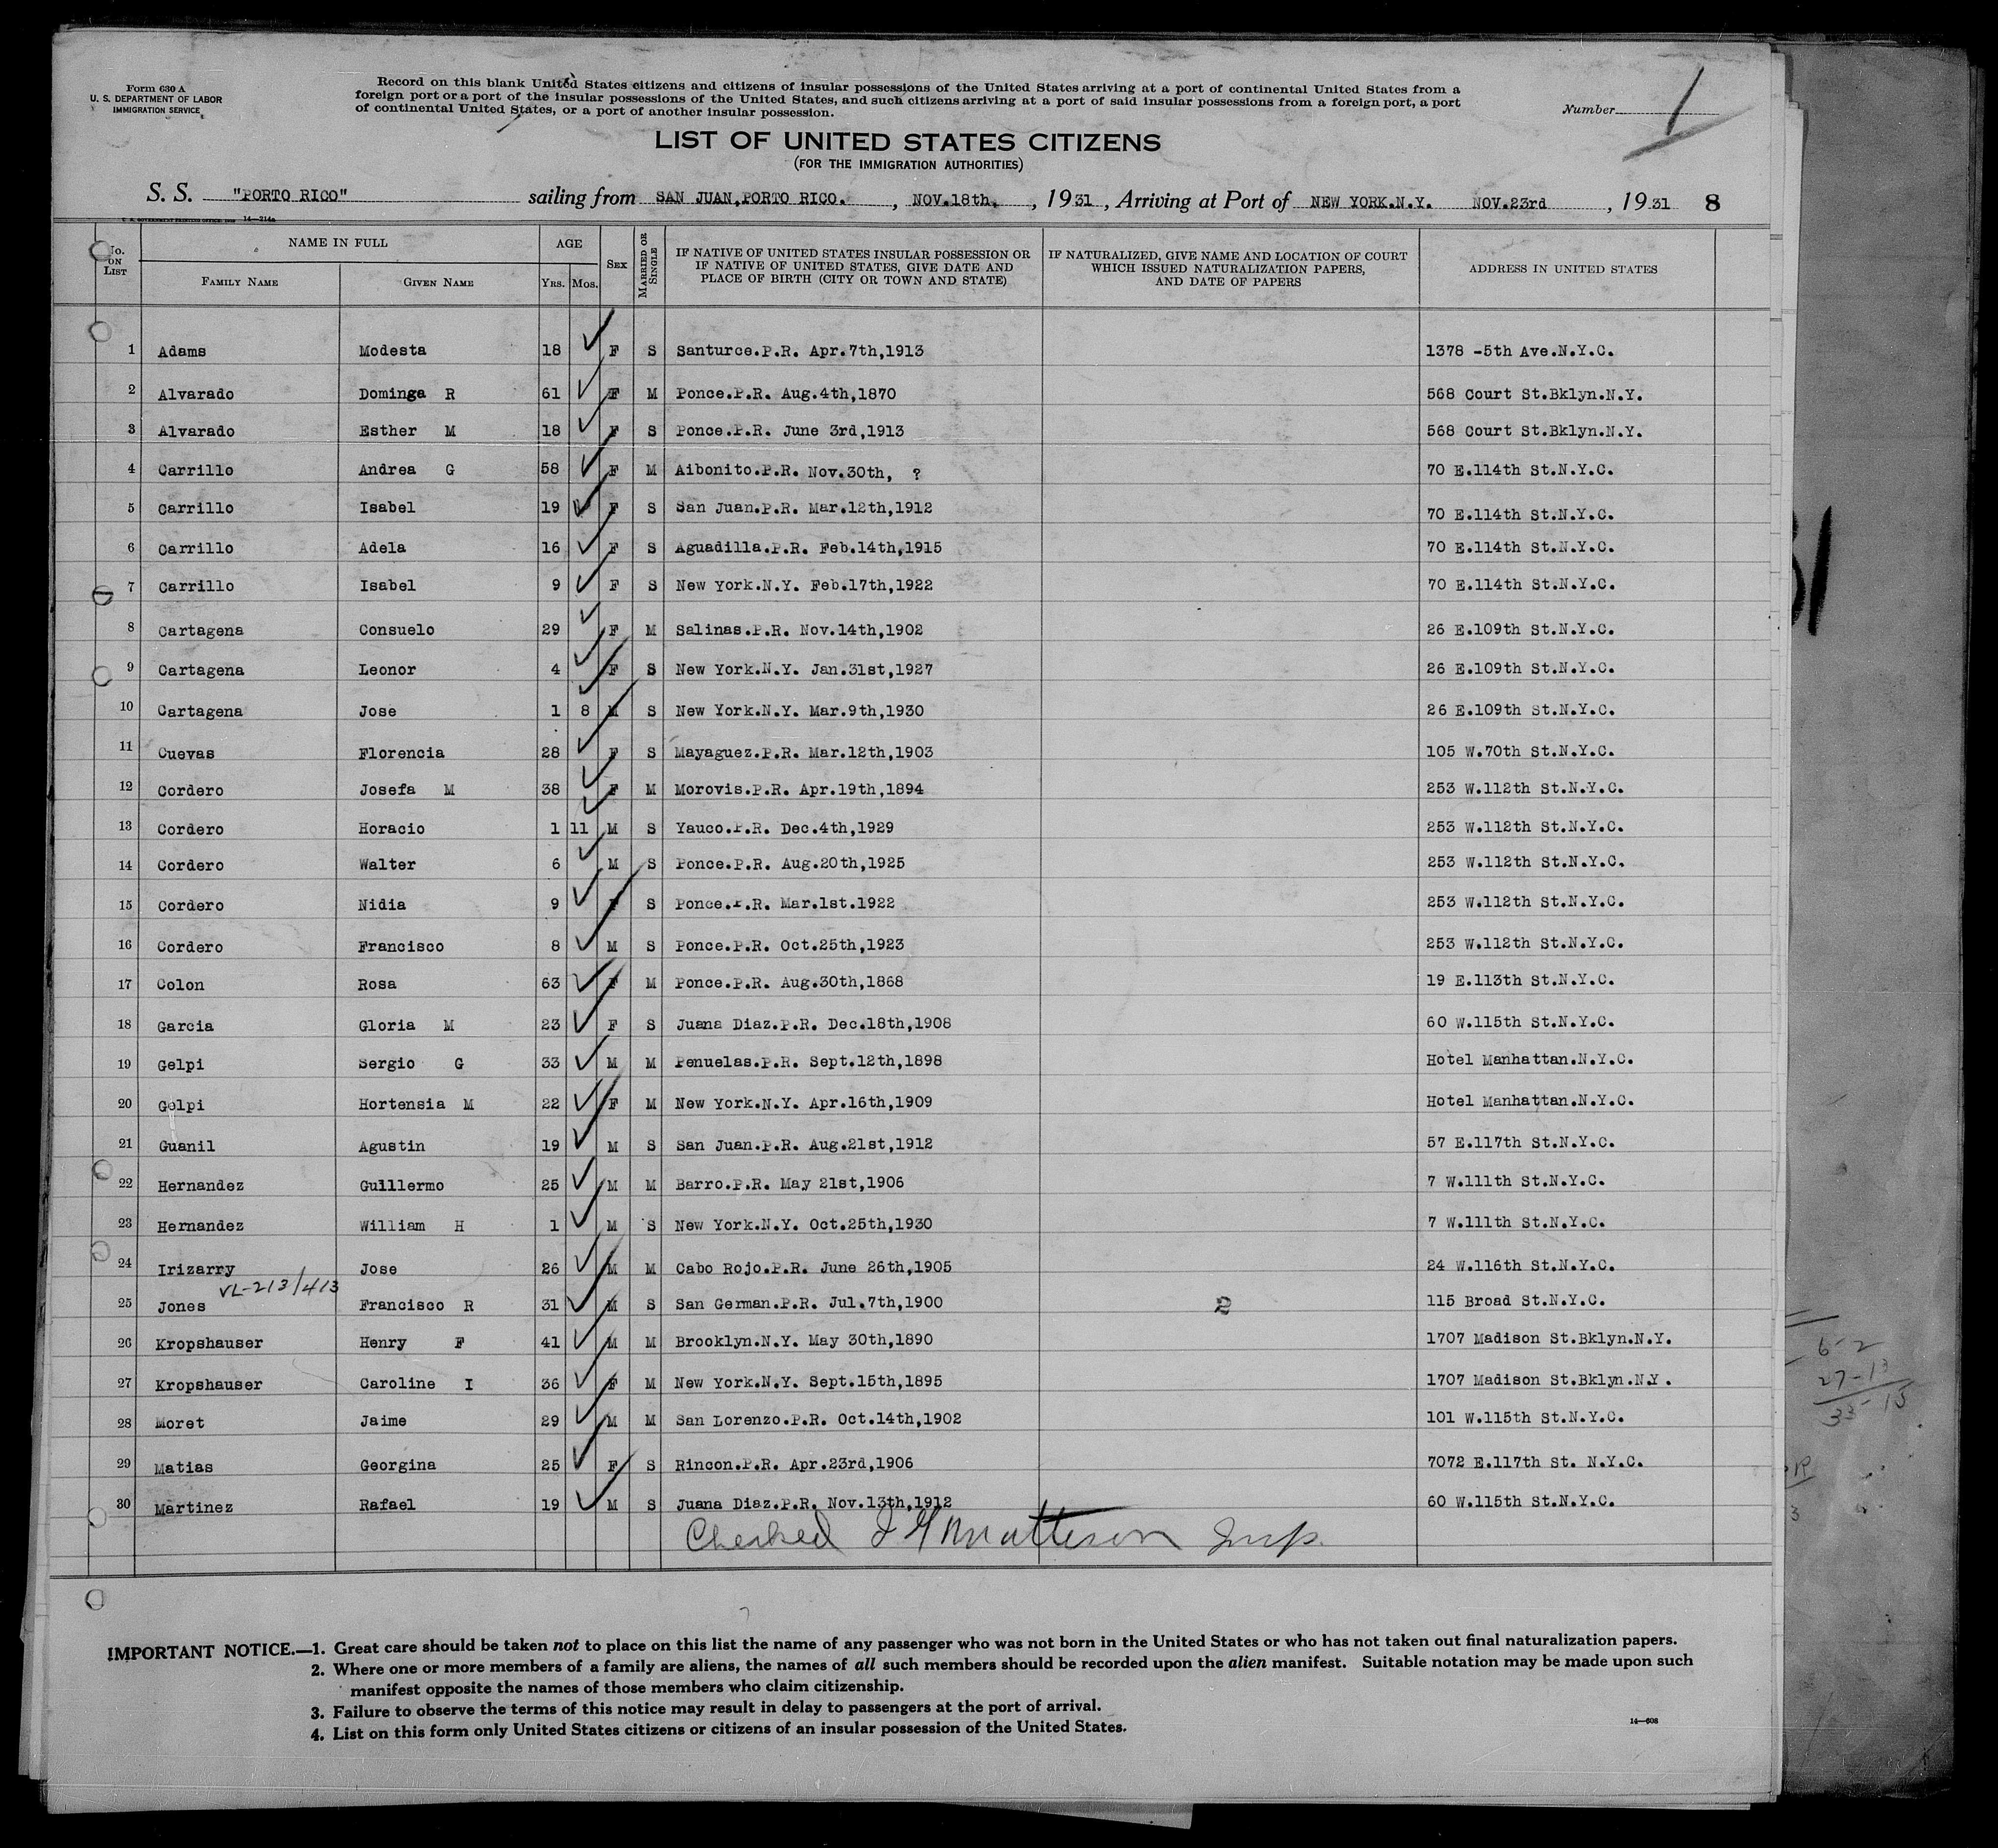 Form 630 A
U. S. DEPARTMENT OF LABOR
IMMIGRATION SERVICE
Record on this blank United States citizens and citizens of insular possessions of the United States arriving at a port of continental United States from a
foreign port or a port of the insular possessions of the United States, and such citizens arriving at a port of said insular possessions from a foreign port, a port
of continental United States, or a port of another insular possession.
Number 1
LIST OF UNITED STATES CITIZENS
(FOR THE IMMIGRATION AUTHORITIES)
S. S. "PORTO RICO" sailing from SAN JUAN,PORTO RICO. , NOV.18th. , 1931 , Arriving at Port of NEW YORK.N.Y. NOV.23rd , 1931 8
14—214a
No. ON LIST NAME IN FULL AGE SEX MARRIED OR SINGLE IF NATIVE OF UNITED STATES INSULAR POSSESSION OR IF NATIVE OF UNITED STATES, GIVE DATE AND PLACE OF BIRTH (CITY OR TOWN AND STATE) IF NATURALIZED, GIVE NAME AND LOCATION OF COURT WHICH ISSUED NATURALIZATION PAPERS, AND DATE OF PAPERS ADDRESS IN UNITED STATES
FAMILY NAME GIVEN NAME YRS. MOS.
1 Adams Modesta 18 F S Santurce.P.R. Apr.7th,1913 1378 -5th Ave.N.Y.C.
2 Alvarado Dominga R 61 F M Ponce.P.R. Aug.4th,1870 568 Court St.Bklyn.N.Y.
3 Alvarado Esther M 18 F S Ponce.P.R. June 3rd,1913 568 Court St.Bklyn.N.Y.
4 Carrillo Andrea G 58 F M Aibonito.P.R. Nov.30th, ? 70 E.114th St.N.Y.C.
5 Carrillo Isabel 19 F S San Juan.P.R. Mar.12th,1912 70 E.114th St.N.Y.C.
6 Carrillo Adela 16 F S Aguadilla.P.R. Feb.14th,1915 70 E.114th St.N.Y.C.
7 Carrillo Isabel 9 F S New York.N.Y. Feb.17th,1922 70 E.114th St.N.Y.C.
8 Cartagena Consuelo 29 F M Salinas.P.R. Nov.14th,1902 26 E.109th St.N.Y.C.
9 Cartagena Leonor 4 F S New York.N.Y. Jan.31st,1927 26 E.109th St.N.Y.C.
10 Cartagena Jose 1 8 M S New York.N.Y. Mar.9th,1930 26 E.109th St.N.Y.C.
11 Cuevas Florencia 28 F S Mayaguez.P.R. Mar.12th,1903 105 W.70th St.N.Y.C.
12 Cordero Josefa M 38 F M Morovis.P.R. Apr.19th,1894 253 W.112th St.N.Y.C.
13 Cordero Horacio 1 11 M S Yauco.P.R. Dec.4th,1929 253 W.112th St.N.Y.C.
14 Cordero Walter 6 M S Ponce.P.R. Aug.20th,1925 253 W.112th St.N.Y.C.
15 Cordero Nidia 9 F S Ponce.P.R. Mar.1st.1922 253 W.112th St.N.Y.C.
16 Cordero Francisco 8 M S Ponce.P.R. Oct.25th,1923 253 W.112th St.N.Y.C.
17 Colon Rosa 63 F M Ponce.P.R. Aug.30th,1868 19 E.113th St.N.Y.C.
18 Garcia Gloria M 23 F S Juana Diaz.P.R. Dec.18th,1908 60 W.115th St.N.Y.C.
19 Gelpi Sergio G 33 M M Penuelas.P.R. Sept.12th,1898 Hotel Manhattan.N.Y.C.
20 Gelpi Hortensia M 22 F M New York.N.Y. Apr.16th,1909 Hotel Manhattan.N.Y.C.
21 Guanil Agustin 19 M S San Juan.P.R. Aug.21st,1912 57 E.117th St.N.Y.C.
22 Hernandez Guillermo 25 M M Barro.P.R. May 21st,1906 7 W.111th St.N.Y.C.
23 Hernandez William H 1 M S New York.N.Y. Oct.25th,1930 7 W.111th St.N.Y.C.
24 Irizarry Jose 26 M M Cabo Rojo.P.R. June 26th,1905 24 W.116th St.N.Y.C.
VL-213/413
25 Jones Francisco R 31 M S San German.P.R. Jul.7th,1900 2 115 Broad St.N.Y.C.
26 Kropshauser Henry F 41 M M Brooklyn.N.Y. May 30th,1890 1707 Madison St.Bklyn.N.Y.
27 Kropshauser Caroline I 36 F M New York.N.Y. Sept.15th,1895 1707 Madison St.Bklyn.N.Y.
28 Moret Jaime 29 M M San Lorenzo.P.R. Oct.14th,1902 101 W.115th St.N.Y.C.
29 Matias Georgina 25 F S Rincon.P.R. Apr.23rd,1906 7072 E.117th St. N.Y.C.
30 Martinez Rafael 19 M S Juana Diaz.P.R. Nov.13th,1912 60 W.115th St.N.Y.C.
Checked Matteson Insp.
6-2
27-13
33-15
IMPORTANT NOTICE.—1. Great care should be taken not to place on this list the name of any passenger who was not born in the United States or who has not taken out final naturalization papers.
2. Where one or more members of a family are aliens, the names of all such members should be recorded upon the alien manifest. Suitable notation may be made upon such
manifest opposite the names of those members who claim citizenship.
3. Failure to observe the terms of this notice may result in delay to passengers at the port of arrival.
4. List on this form only United States citizens or citizens of an insular possession of the United States.
14—608